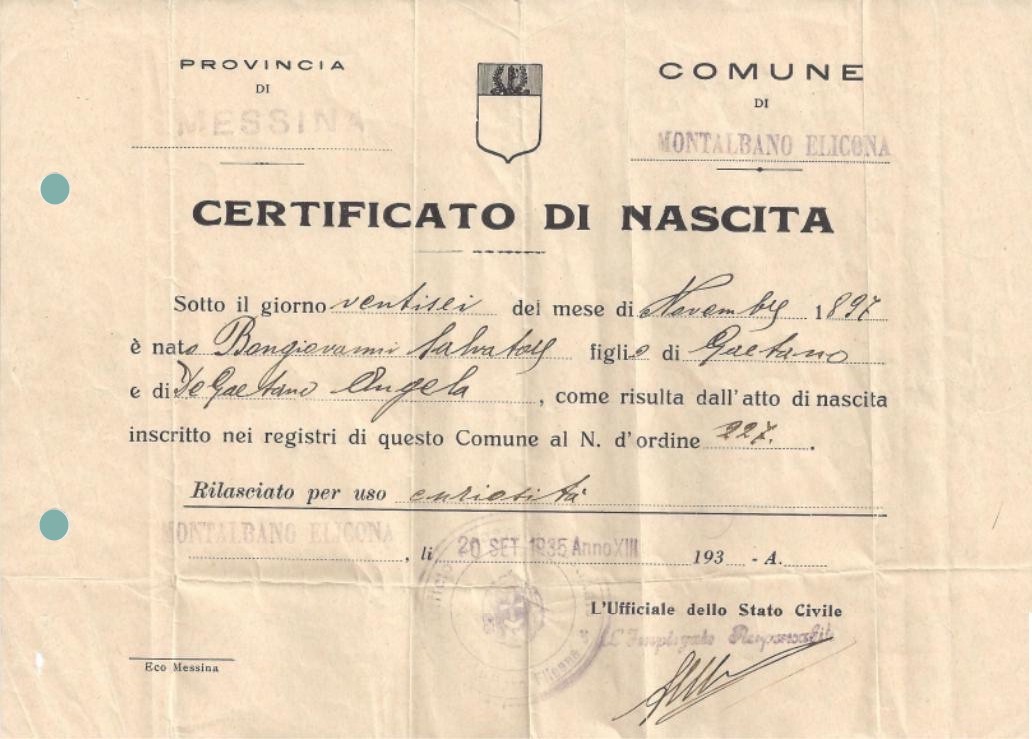 PROVINCIA
DI
MESSINA
COMUNE
DI
MONTALBANO ELICONA
CERTIFICATO DI NASCITA
Sotto il giorno ventisei del mese di Novembre 1897
è nato Bongiovanni Salvatore figlio di Gaetano
e di De Gaetano Angela, come risulta dall'atto di nascita
inscritto nei registri di questo Comune al N. d'ordine 227.
Rilasciato per uso curiosità
MONTALBANO ELICONA, li 20 SET 1935 Anno XIII 193 - A.
L'Ufficiale dello Stato Civile
L'Impiegato Responsabile
Eco Messina